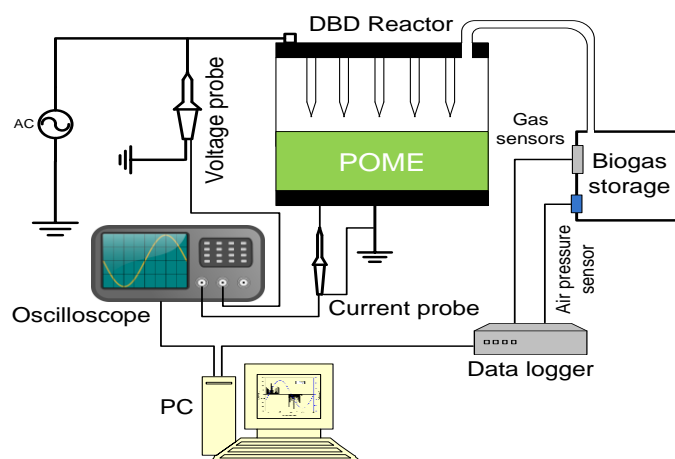 DBD Reactor
AC
Voltage probe
Gas
sensors
POME
Biogas
storage
Air pressure
sensor
Oscilloscope
Current probe
Data logger
PC